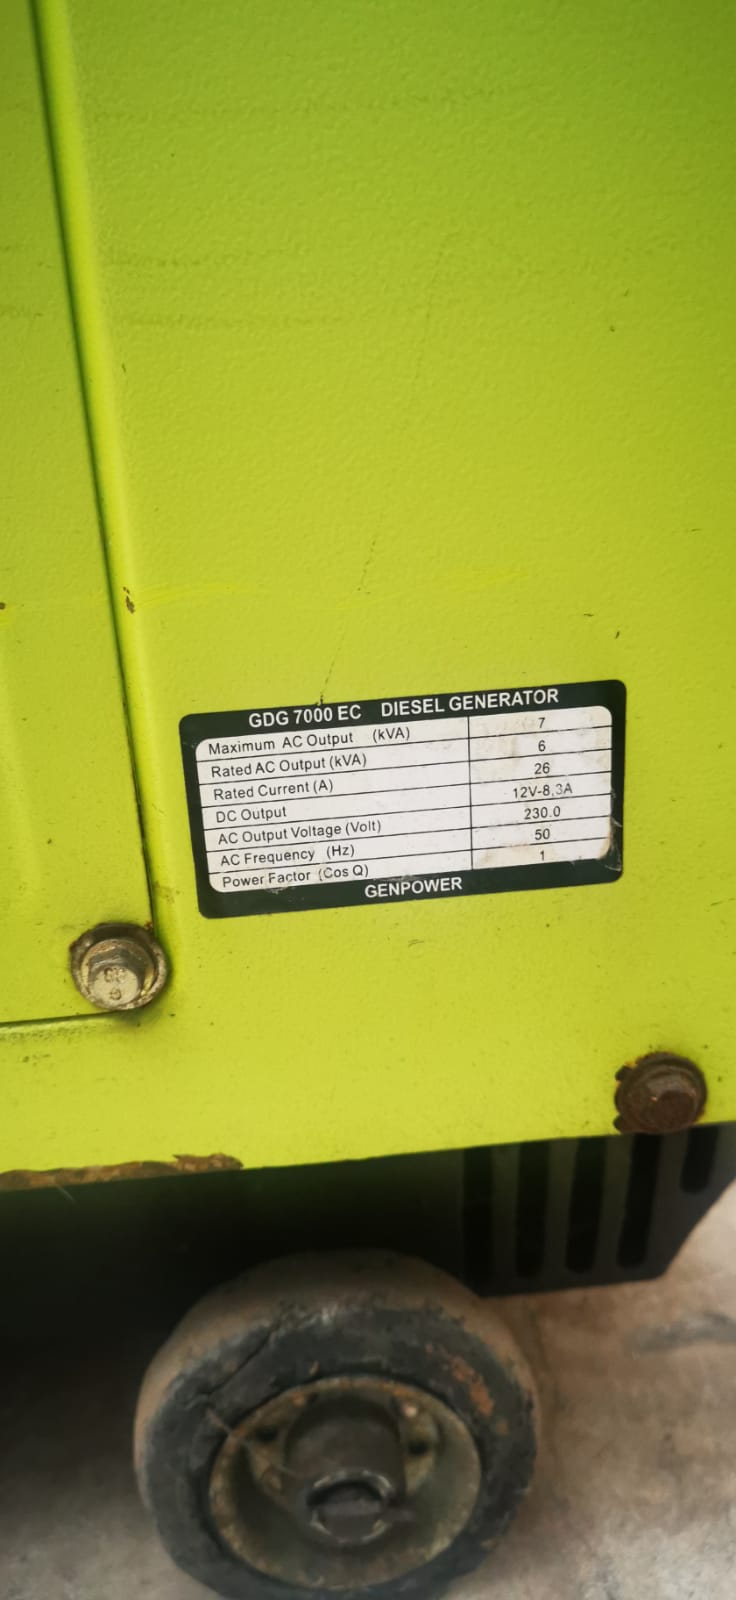 GDG 7000 EC DIESEL GENERATOR
Maximum AC Output (kVA) 7
Rated AC Output (kVA) 6
Rated Current (A) 26
DC Output 12V-8,3A
AC Output Voltage (Volt) 230.0
AC Frequency (Hz) 50
Power Factor (Cos Q) 1
GENPOWER